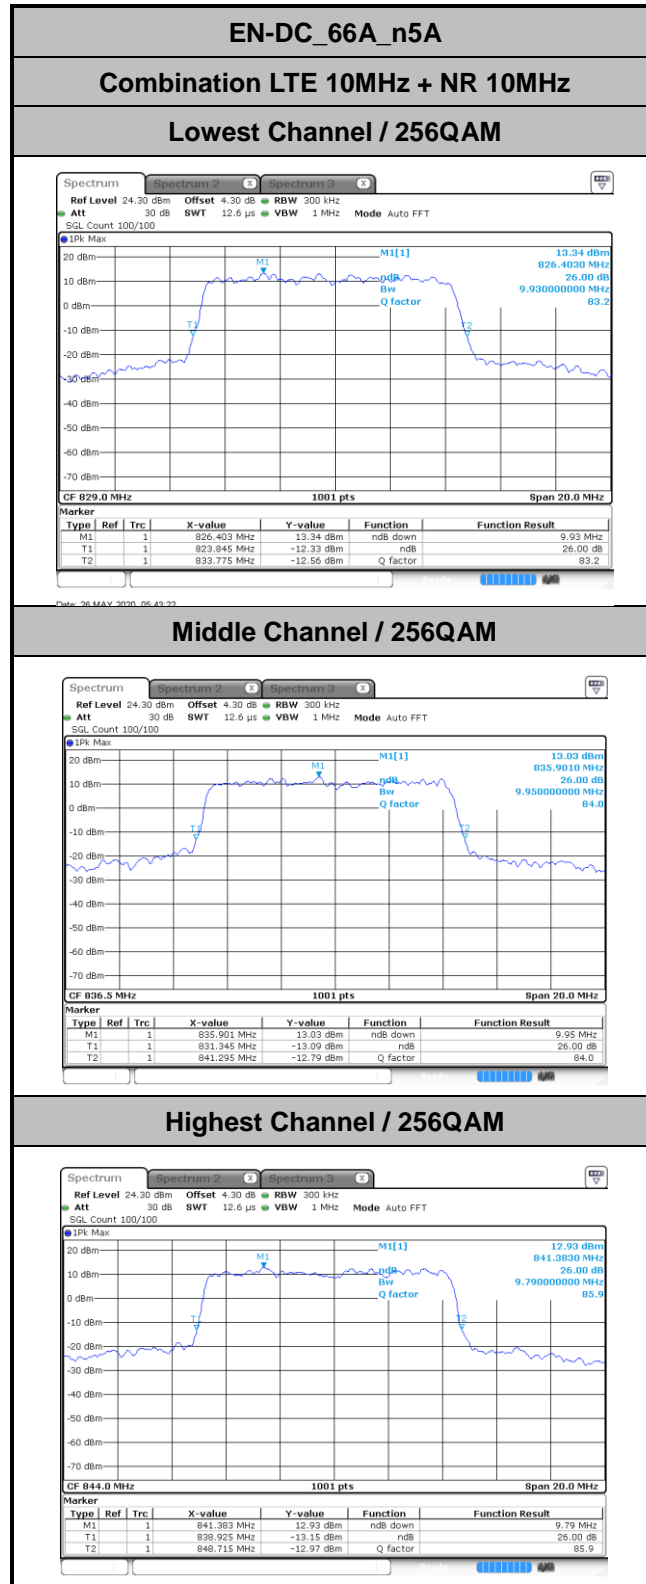 EN-DC_66A_n5A
Combination LTE 10MHz + NR 10MHz
Lowest Channel / 256QAM
Spectrum Spectrum 2 X Spectrum 3 X
Ref Level 24.30 dBm Offset 4.30 dB RBW 300 kHz
Att 30 dB SWT 12.6 µs VBW 1 MHz Mode Auto FFT
SGL Count 100/100
1Pk Max
M1[1] 13.34 dBm
826.4030 MHz
ndB 26.00 dB
Bw 9.930000000 MHz
Q factor 83.2
20 dBm
10 dBm
0 dBm
-10 dBm
-20 dBm
-30 dBm
-40 dBm
-50 dBm
-60 dBm
-70 dBm
M1
T1
T2
CF 829.0 MHz 1001 pts Span 20.0 MHz
Marker
Type Ref Trc X-value Y-value Function Function Result
M1 1 826.403 MHz 13.34 dBm ndB down 9.93 MHz
T1 1 823.845 MHz -12.33 dBm ndB 26.00 dB
T2 1 833.775 MHz -12.56 dBm Q factor 83.2
Date: 26 MAY 2020 05:43:22
Middle Channel / 256QAM
Spectrum Spectrum 2 X Spectrum 3 X
Ref Level 24.30 dBm Offset 4.30 dB RBW 300 kHz
Att 30 dB SWT 12.6 µs VBW 1 MHz Mode Auto FFT
SGL Count 100/100
1Pk Max
M1[1] 13.03 dBm
835.9010 MHz
ndB 26.00 dB
Bw 9.950000000 MHz
Q factor 84.0
20 dBm
10 dBm
0 dBm
-10 dBm
-20 dBm
-30 dBm
-40 dBm
-50 dBm
-60 dBm
-70 dBm
M1
T1
T2
CF 836.5 MHz 1001 pts Span 20.0 MHz
Marker
Type Ref Trc X-value Y-value Function Function Result
M1 1 835.901 MHz 13.03 dBm ndB down 9.95 MHz
T1 1 831.345 MHz -13.09 dBm ndB 26.00 dB
T2 1 841.295 MHz -12.79 dBm Q factor 84.0
Highest Channel / 256QAM
Spectrum Spectrum 2 X Spectrum 3 X
Ref Level 24.30 dBm Offset 4.30 dB RBW 300 kHz
Att 30 dB SWT 12.6 µs VBW 1 MHz Mode Auto FFT
SGL Count 100/100
1Pk Max
M1[1] 12.93 dBm
841.3830 MHz
ndB 26.00 dB
Bw 9.790000000 MHz
Q factor 85.9
20 dBm
10 dBm
0 dBm
-10 dBm
-20 dBm
-30 dBm
-40 dBm
-50 dBm
-60 dBm
-70 dBm
M1
T1
T2
CF 844.0 MHz 1001 pts Span 20.0 MHz
Marker
Type Ref Trc X-value Y-value Function Function Result
M1 1 841.383 MHz 12.93 dBm ndB down 9.79 MHz
T1 1 838.925 MHz -13.15 dBm ndB 26.00 dB
T2 1 848.715 MHz -12.97 dBm Q factor 85.9